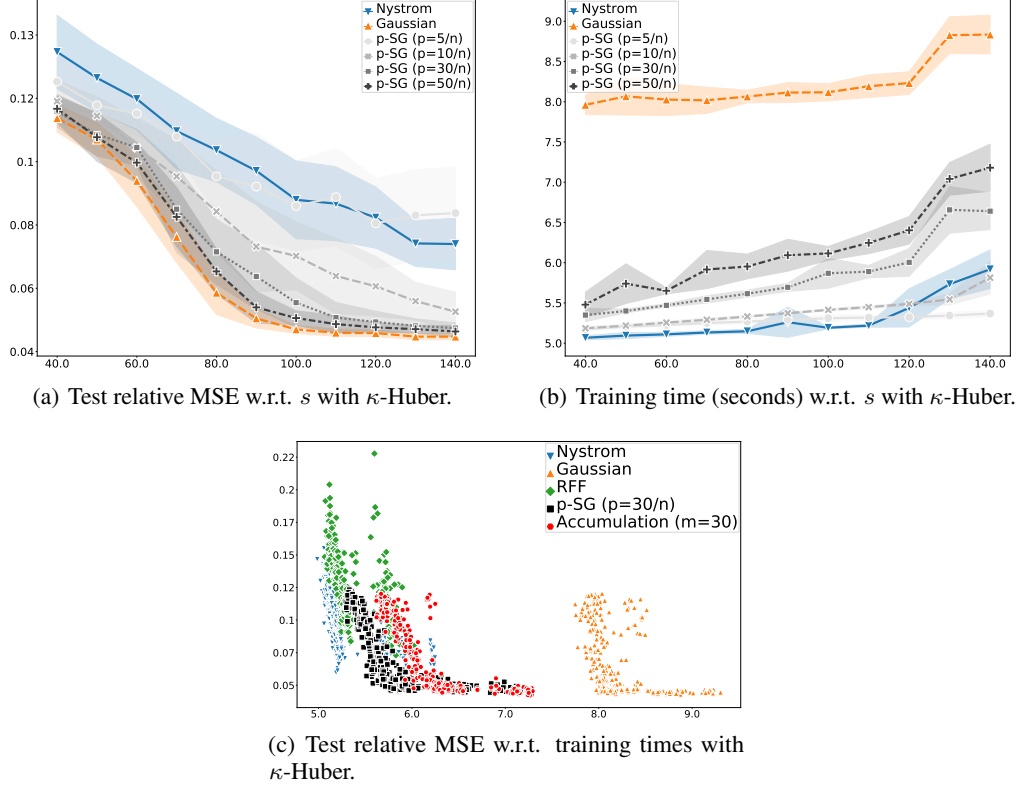 Nystrom
Gaussian
p-SG (p=5/n)
p-SG (p=10/n)
p-SG (p=30/n)
p-SG (p=50/n)
0.13
0.12
0.1
0.08
0.06
0.04
40.0 60.0 80.0 100.0 120.0 140.0
(a) Test relative MSE w.r.t. s with κ-Huber.
Nystrom
Gaussian
p-SG (p=5/n)
p-SG (p=10/n)
p-SG (p=30/n)
p-SG (p=50/n)
9.0
8.5
8.0
7.5
7.0
6.5
6.0
5.5
5.0
40.0 60.0 80.0 100.0 120.0 140.0
(b) Training time (seconds) w.r.t. s with κ-Huber.
Nystrom
Gaussian
RFF
p-SG (p=30/n)
Accumulation (m=30)
0.22
0.2
0.17
0.15
0.12
0.1
0.07
0.05
5.0 6.0 7.0 8.0 9.0
(c) Test relative MSE w.r.t. training times with
κ-Huber.